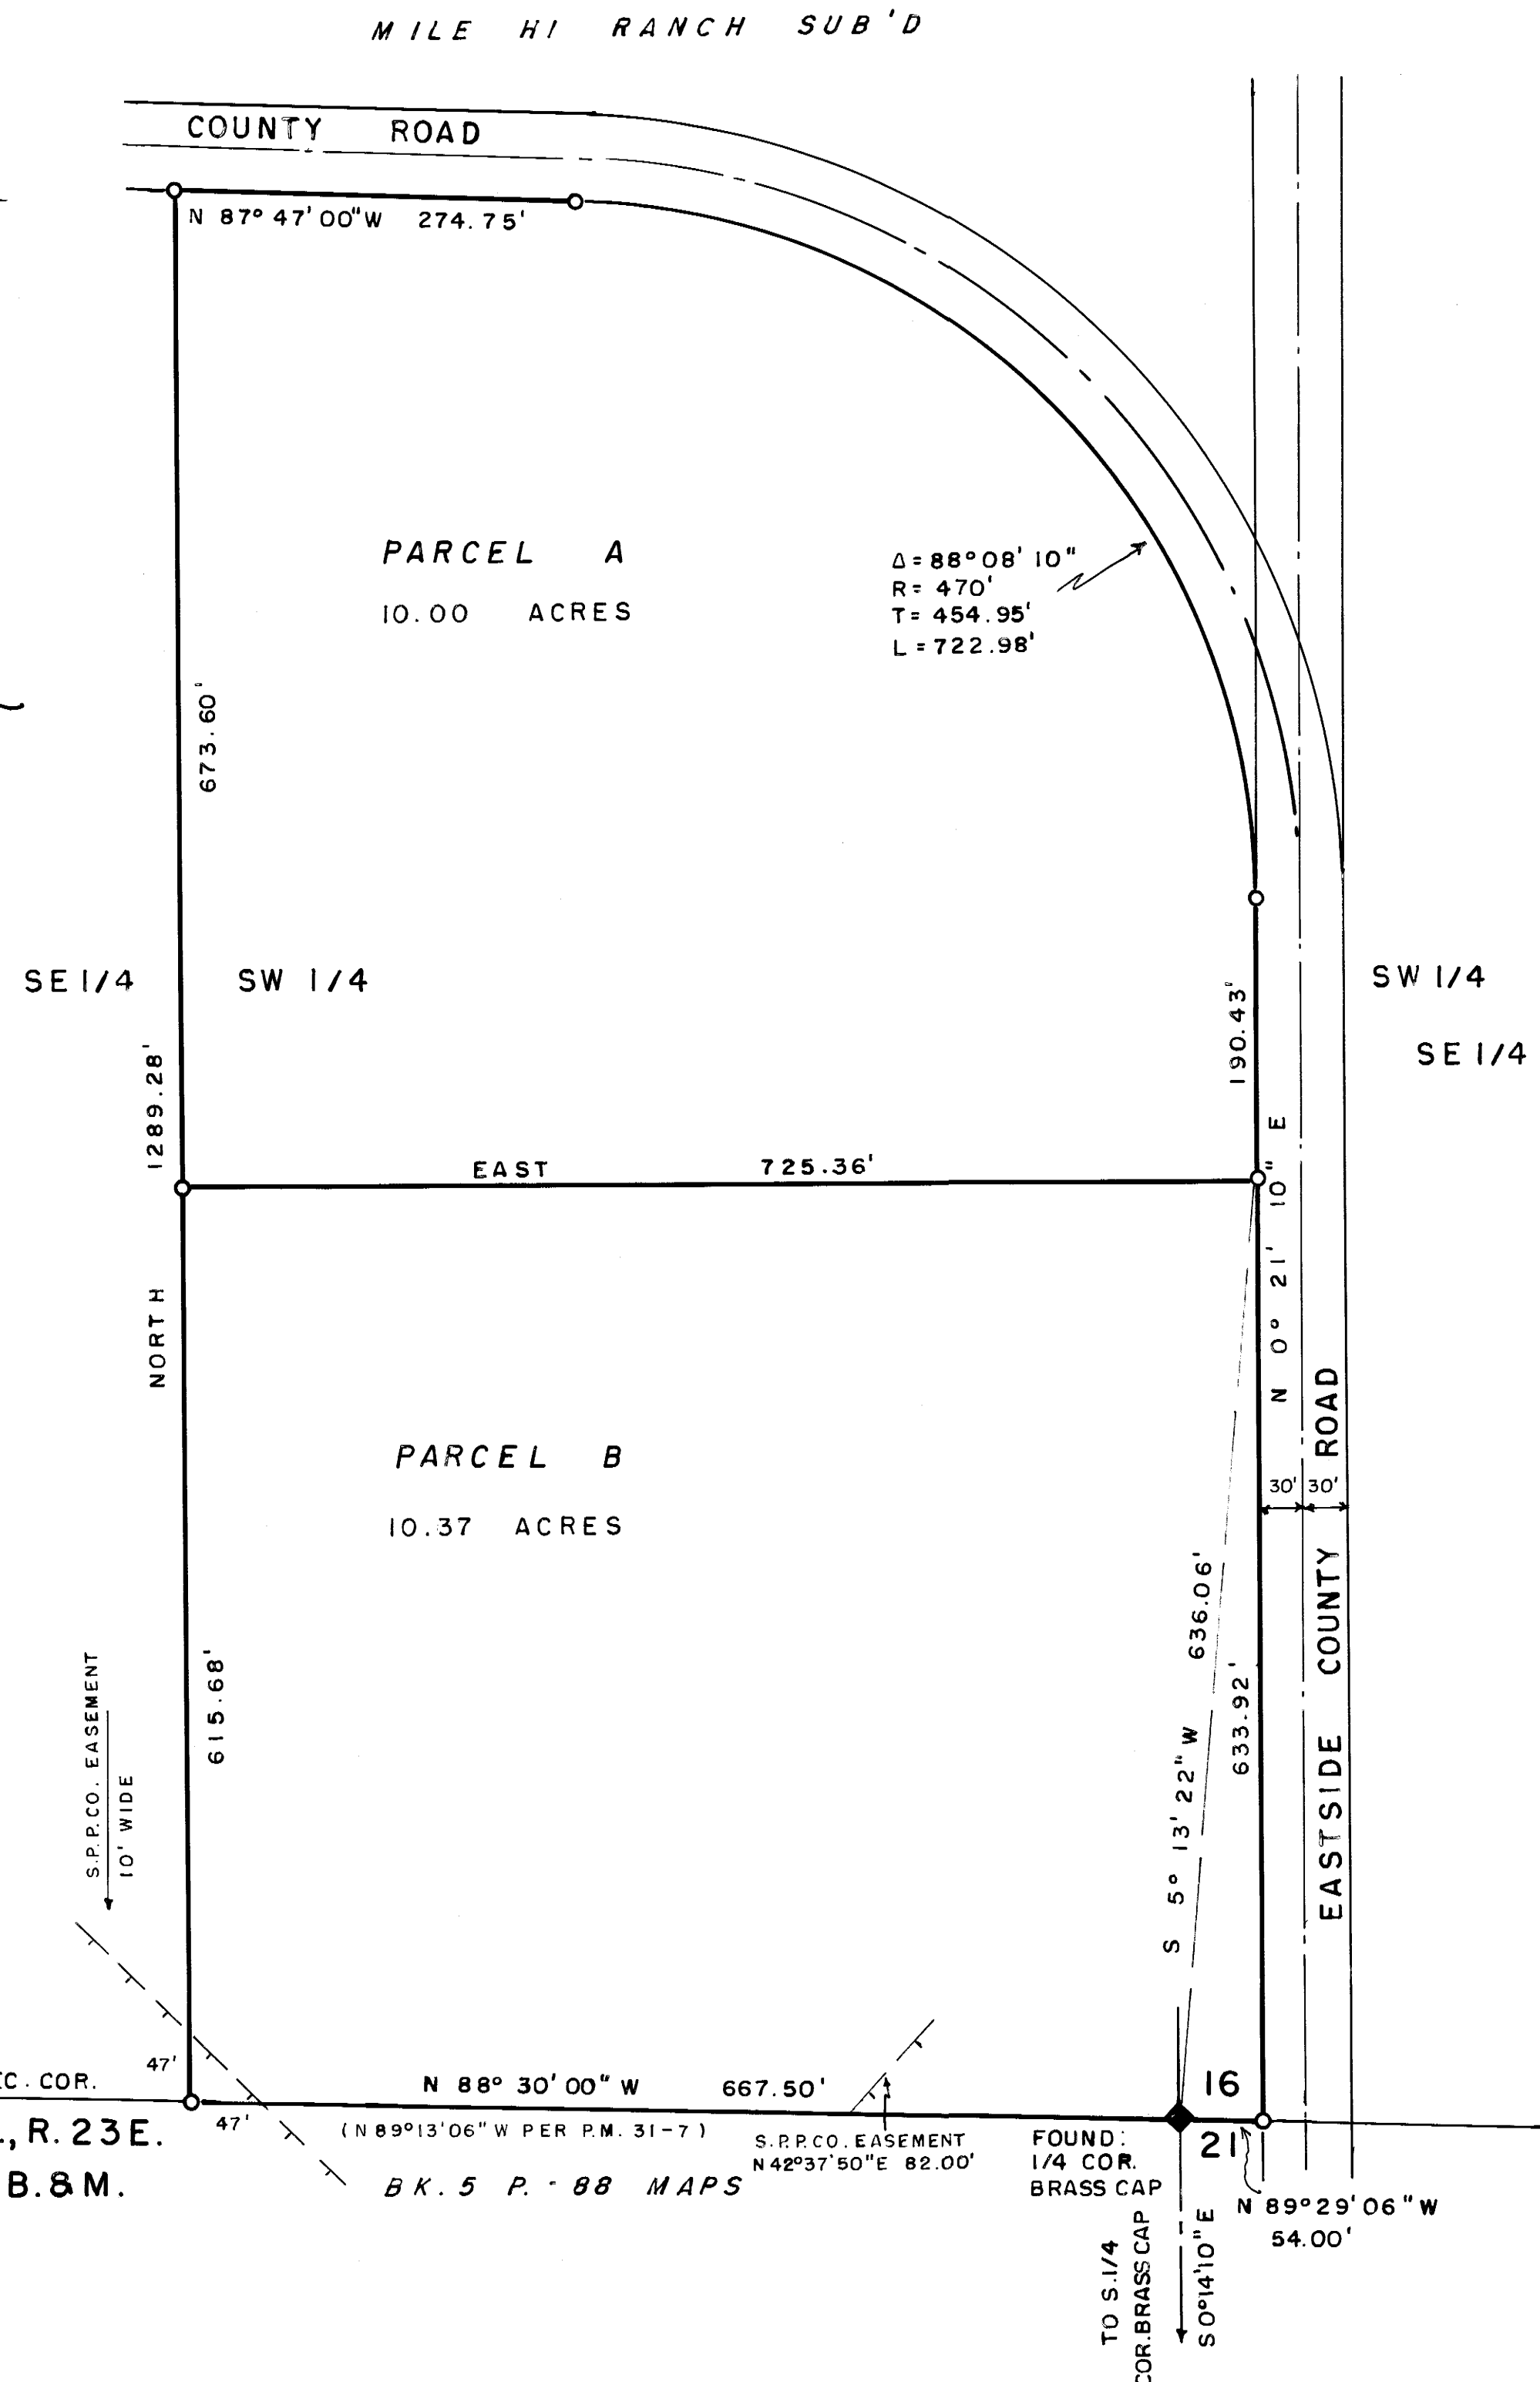 MILE HI RANCH SUB'D
COUNTY ROAD
N 87° 47' 00" W 274.75'
PARCEL A
10.00 ACRES
Δ = 88° 08' 10"
R = 470'
T = 454.95'
L = 722.98'
673.60'
SE 1/4
SW 1/4
SW 1/4
SE 1/4
190.43'
1289.28'
NORTH
EAST 725.36'
N 0° 21' 10" E
PARCEL B
10.37 ACRES
30' 30'
EASTSIDE COUNTY ROAD
636.06'
S 5° 13' 22" W
633.92'
615.68'
S.P.P.CO. EASEMENT
10' WIDE
47'
C. COR.
N 88° 30' 00" W 667.50'
16
47'
(N 89°13'06" W PER P.M. 31-7)
S.P.P.CO. EASEMENT
N 42°37'50"E 82.00'
FOUND:
1/4 COR.
BRASS CAP
21
., R. 23E.
B.&M.
BK. 5 P. - 88 MAPS
N 89°29'06" W
54.00'
TO S.1/4
COR. BRASS CAP
S 0°14'10" E